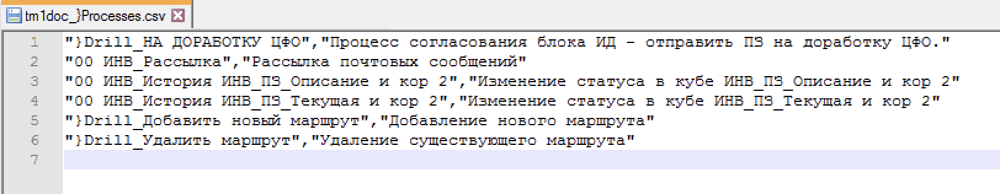 tm1doc_}Processes.csv
1 "}Drill_НА ДОРАБОТКУ ЦФО","Процесс согласования блока ИД - отправить ПЗ на доработку ЦФО."
2 "00 ИНВ_Рассылка","Рассылка почтовых сообщений"
3 "00 ИНВ_История ИНВ_ПЗ_Описание и кор 2","Изменение статуса в кубе ИНВ_ПЗ_Описание и кор 2"
4 "00 ИНВ_История ИНВ_ПЗ_Текущая и кор 2","Изменение статуса в кубе ИНВ_ПЗ_Текущая и кор 2"
5 "}Drill_Добавить новый маршрут","Добавление нового маршрута"
6 "}Drill_Удалить маршрут","Удаление существующего маршрута"
7